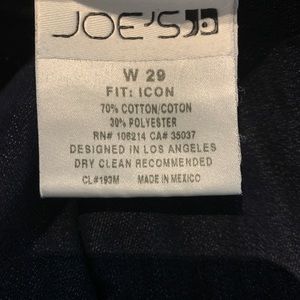 JOE'S
W 29
FIT: ICON
70% COTTON/COTON
30% POLYESTER
RN# 106214 CA# 35037
DESIGNED IN LOS ANGELES
DRY CLEAN RECOMMENDED
CL#193M MADE IN MEXICO